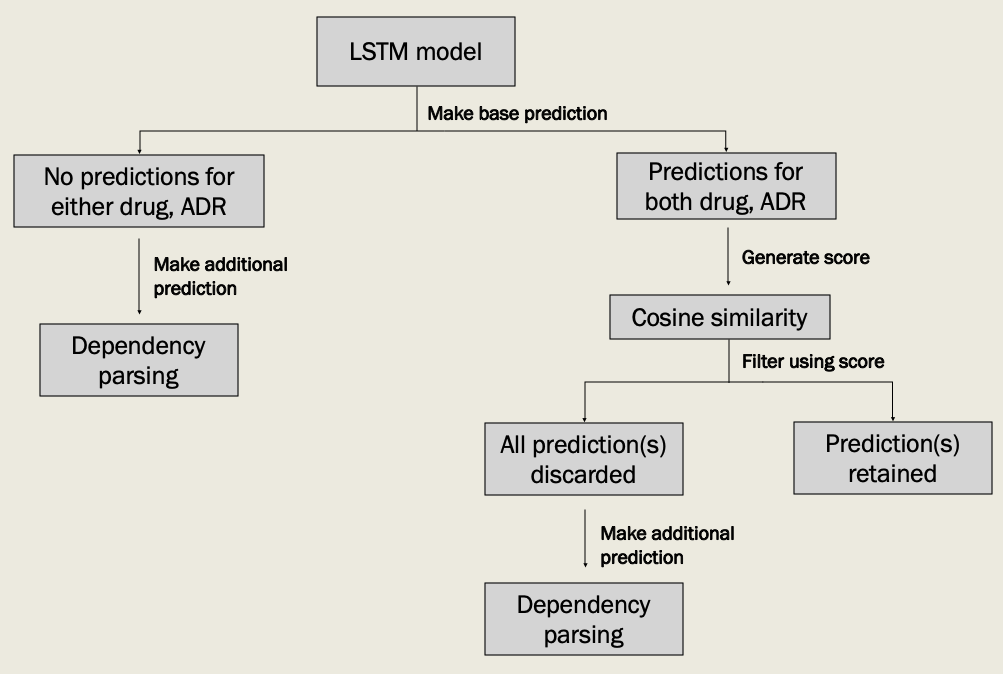 LSTM model
Make base prediction
No predictions for
either drug, ADR
Predictions for
both drug, ADR
Make additional
prediction
Generate score
Dependency
parsing
Cosine similarity
Filter using score
All prediction(s)
discarded
Prediction(s)
retained
Make additional
prediction
Dependency
parsing